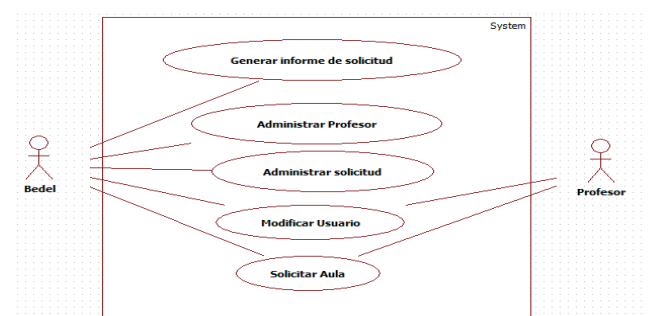 System
Generar informe de solicitud
Administrar Profesor
Administrar solicitud
Bedel
Profesor
Modificar Usuario
Solicitar Aula